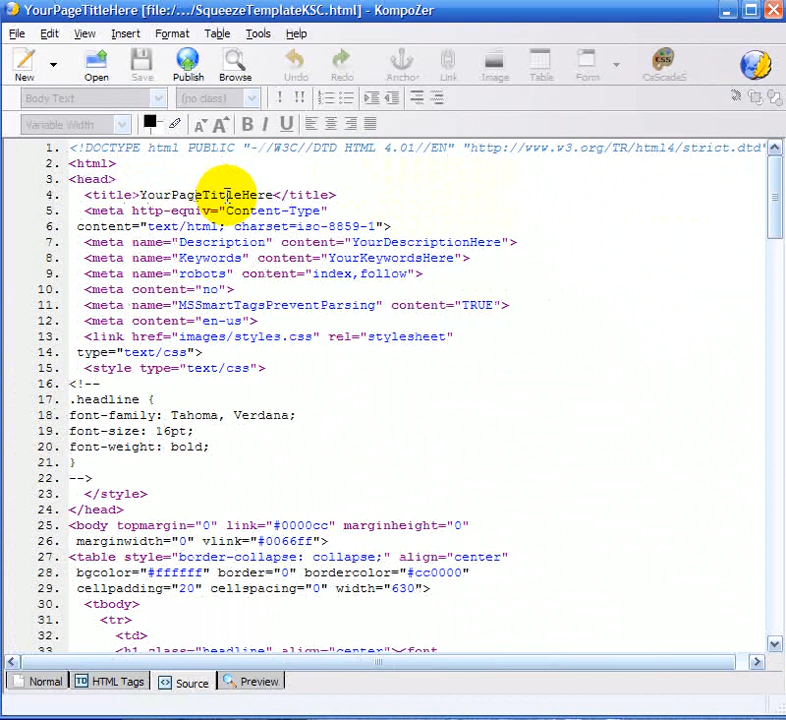 YourPageTitleHere [file:/.../SqueezeTemplateKSC.html] - KompoZer
File Edit View Insert Format Table Tools Help
New Open Save Publish Browse Undo Redo Anchor Link Image Table Form CaScadeS
Body Text (no class) ! !!
Variable Width A A B I U
1. <!DOCTYPE html PUBLIC "-//W3C//DTD HTML 4.01//EN" "http://www.w3.org/TR/html4/strict.dtd"
2. <html>
3. <head>
4. <title>YourPageTitleHere</title>
5. <meta http-equiv="Content-Type"
6. content="text/html; charset=iso-8859-1">
7. <meta name="Description" content="YourDescriptionHere">
8. <meta name="Keywords" content="YourKeywordsHere">
9. <meta name="robots" content="index,follow">
10. <meta content="no">
11. <meta name="MSSmartTagsPreventParsing" content="TRUE">
12. <meta content="en-us">
13. <link href="images/styles.css" rel="stylesheet"
14. type="text/css">
15. <style type="text/css">
16. <!--
17. .headline {
18. font-family: Tahoma, Verdana;
19. font-size: 16pt;
20. font-weight: bold;
21. }
22. -->
23. </style>
24. </head>
25. <body topmargin="0" link="#0000cc" marginheight="0"
26. marginwidth="0" vlink="#0066ff">
27. <table style="border-collapse: collapse;" align="center"
28. bgcolor="#ffffff" border="0" bordercolor="#cc0000"
29. cellpadding="20" cellspacing="0" width="630">
30. <tbody>
31. <tr>
32. <td>
33. <h1 class="headline" align="center"><font
Normal TD HTML Tags Source Preview